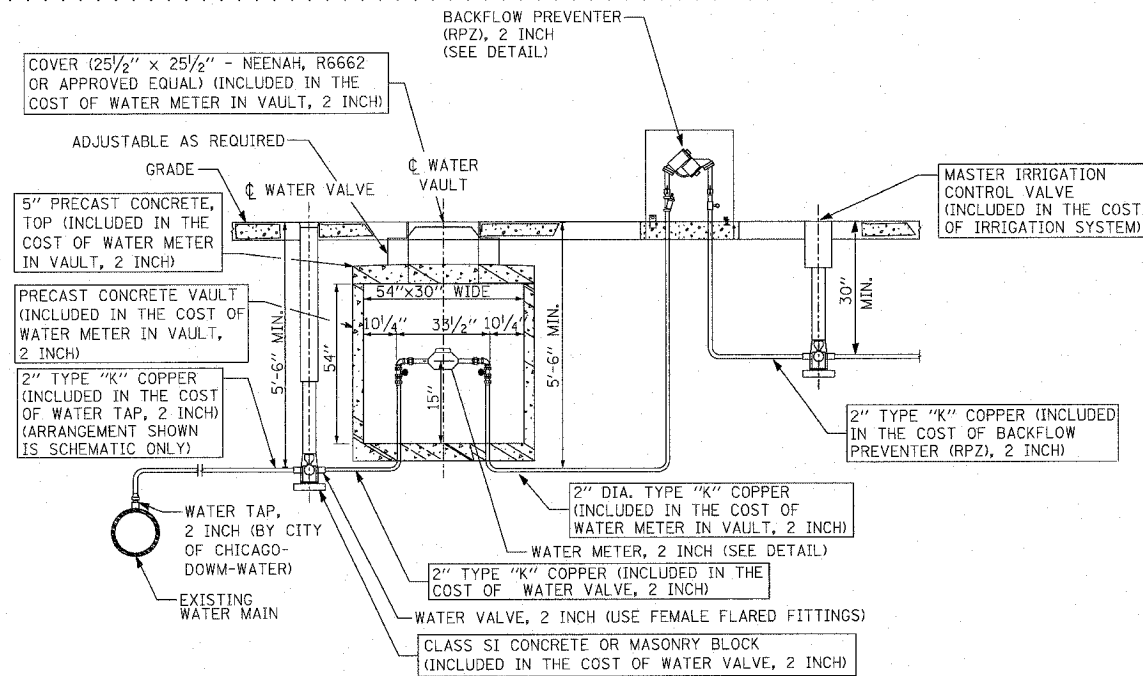 BACKFLOW PREVENTER
(RPZ), 2 INCH
(SEE DETAIL)
COVER (25 1/2" x 25 1/2" - NEENAH, R6662
OR APPROVED EQUAL) (INCLUDED IN THE
COST OF WATER METER IN VAULT, 2 INCH)
ADJUSTABLE AS REQUIRED
GRADE
℄ WATER VALVE
℄ WATER
VAULT
MASTER IRRIGATION
CONTROL VALVE
(INCLUDED IN THE COST
OF IRRIGATION SYSTEM)
5" PRECAST CONCRETE,
TOP (INCLUDED IN THE
COST OF WATER METER
IN VAULT, 2 INCH)
PRECAST CONCRETE VAULT
(INCLUDED IN THE COST OF
WATER METER IN VAULT,
2 INCH)
54"x30" WIDE
10 1/4"
33 1/2"
10 1/4"
54"
15"
5'-6" MIN.
5'-6" MIN.
30"
MIN.
2" TYPE "K" COPPER
(INCLUDED IN THE COST
OF WATER TAP, 2 INCH)
(ARRANGEMENT SHOWN
IS SCHEMATIC ONLY)
2" TYPE "K" COPPER (INCLUDED
IN THE COST OF BACKFLOW
PREVENTER (RPZ), 2 INCH)
WATER TAP,
2 INCH (BY CITY
OF CHICAGO-
DOWM-WATER)
2" DIA. TYPE "K" COPPER
(INCLUDED IN THE COST OF
WATER METER IN VAULT, 2 INCH)
WATER METER, 2 INCH (SEE DETAIL)
2" TYPE "K" COPPER (INCLUDED IN THE
COST OF WATER VALVE, 2 INCH)
EXISTING
WATER MAIN
WATER VALVE, 2 INCH (USE FEMALE FLARED FITTINGS)
CLASS SI CONCRETE OR MASONRY BLOCK
(INCLUDED IN THE COST OF WATER VALVE, 2 INCH)